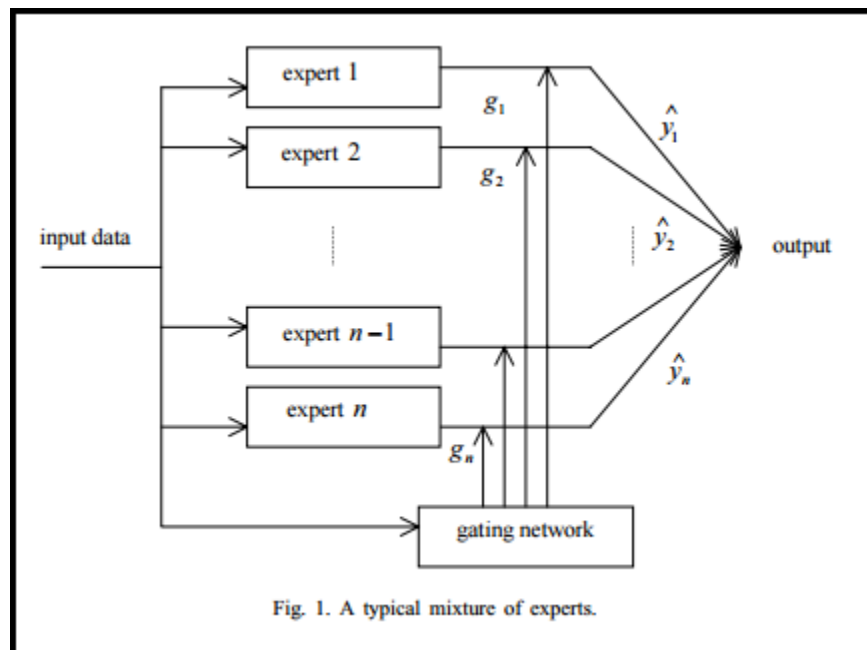 expert 1
g₁
ŷ₁
expert 2
g₂
input data
ŷ₂
output
expert n−1
ŷₙ
expert n
gₙ
gating network
Fig. 1. A typical mixture of experts.